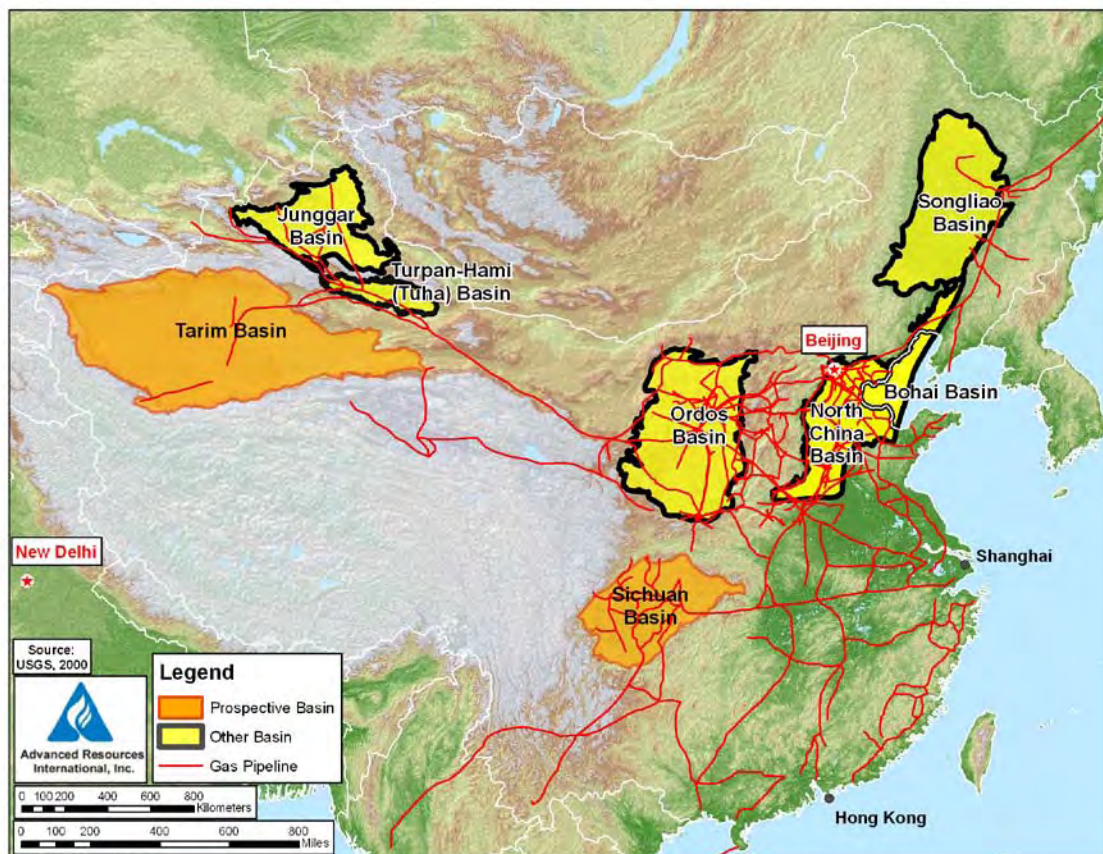 Junggar
Basin
Turpan-Hami
(Tuha) Basin
Tarim Basin
Songliao
Basin
Beijing
Bohai Basin
Ordos
Basin
North
China
Basin
New Delhi
Shanghai
Sichuan
Basin
Hong Kong
Source:
USGS, 2000
Advanced Resources
International, Inc.
Legend
Prospective Basin
Other Basin
Gas Pipeline
0 100 200 400 600 800
Kilometers
0 100 200 400 600 800
Miles